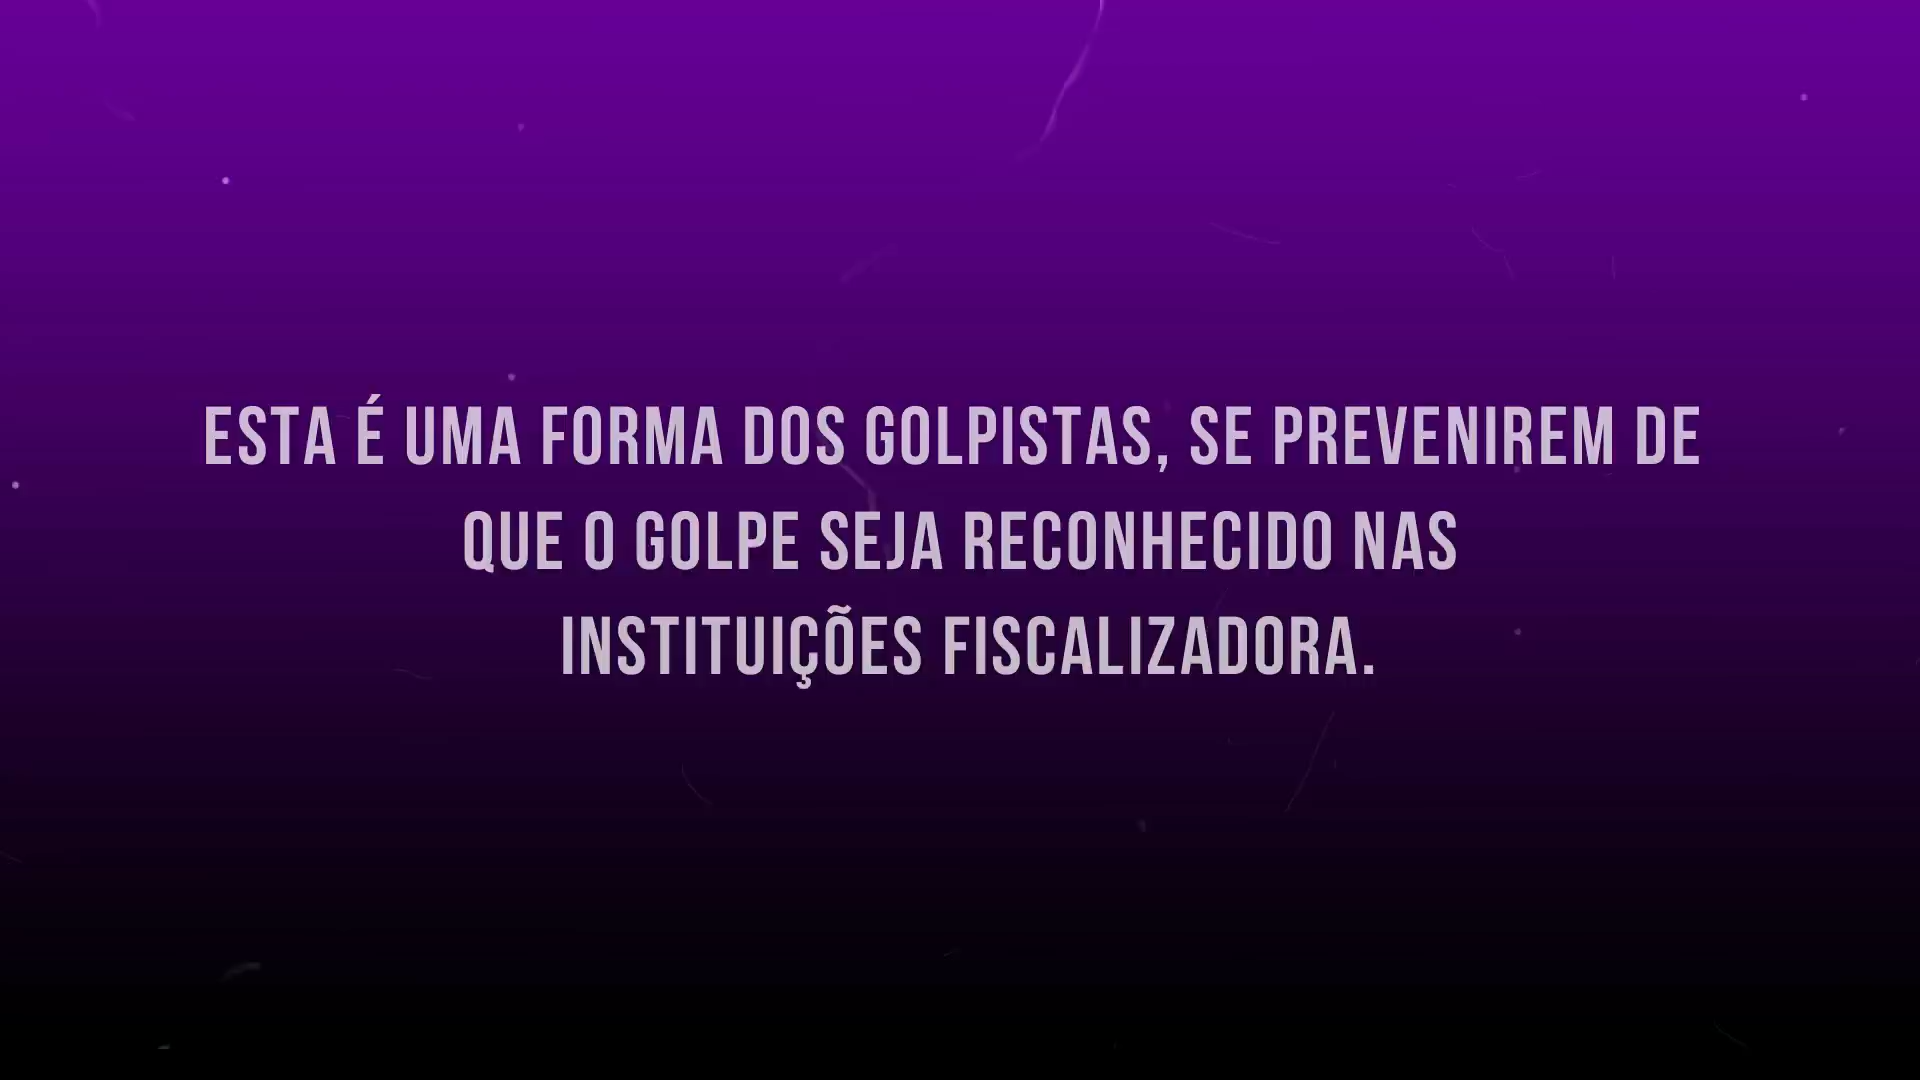 ESTA É UMA FORMA DOS GOLPISTAS, SE PREVENIREM DE
QUE O GOLPE SEJA RECONHECIDO NAS
INSTITUIÇÕES FISCALIZADORA.